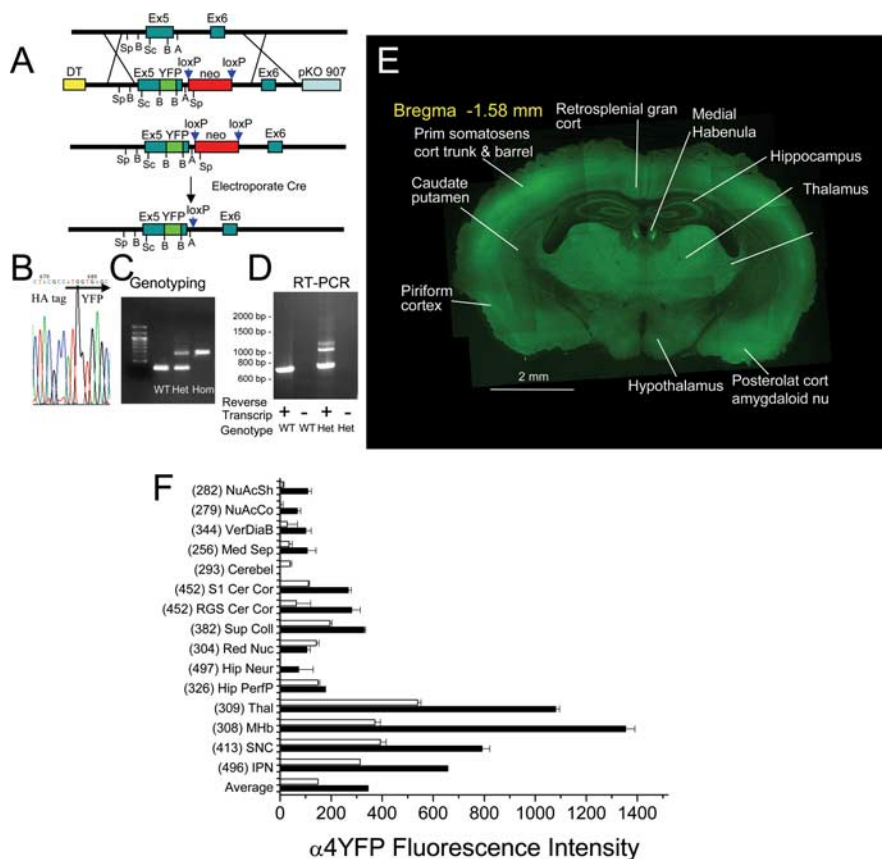 A
Ex5 Ex6
Sp B Sc B A
loxP loxP
DT Ex5 YFP neo Ex6 pKO 907
Sp B Sc B B A Sp
loxP loxP
Ex5 YFP neo Ex6
Sp B Sc B B A Sp
Electroporate Cre
loxP
Ex5 YFP Ex6
Sp B Sc B B A
B
HA tag YFP
C
Genotyping
WT Het Hom
D
RT-PCR
2000 bp -
1000 bp -
800 bp -
600 bp -
Reverse
Transcrip + - + -
Genotype WT WT Het Het
E
Bregma -1.58 mm
Retrosplenial gran
cort
Medial
Habenula
Prim somatosens
cort trunk & barrel
Hippocampus
Caudate
putamen
Thalamus
Piriform
cortex
2 mm
Hypothalamus
Posterolat cort
amygdaloid nu
F
(282) NuAcSh
(279) NuAcCo
(344) VerDiaB
(256) Med Sep
(293) Cerebel
(452) S1 Cer Cor
(452) RGS Cer Cor
(382) Sup Coll
(304) Red Nuc
(497) Hip Neur
(326) Hip PerfP
(309) Thal
(308) MHb
(413) SNC
(496) IPN
Average
0 200 400 600 800 1000 1200 1400
α4YFP Fluorescence Intensity